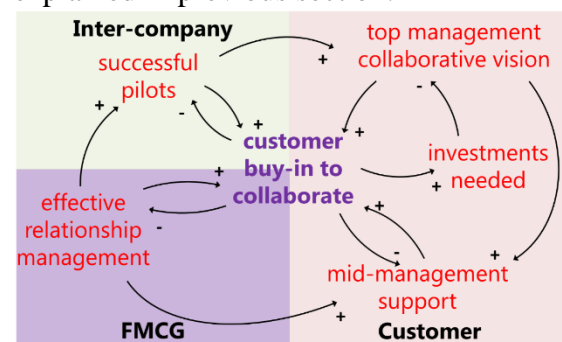 Inter-company
successful
pilots
top management
collaborative vision
+
+
-
-
+
+
customer
buy-in to
collaborate
+
investments
needed
+
+
effective
relationship
management
-
+
-
+
mid-management
support
+
FMCG
Customer